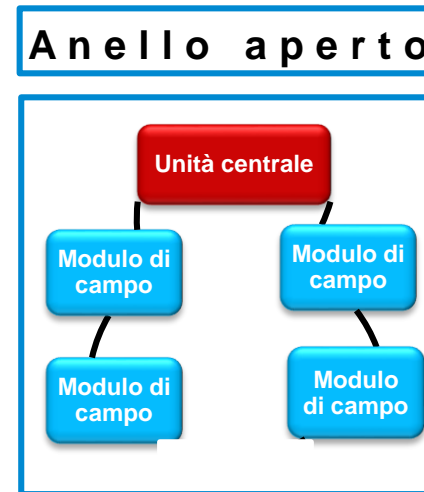 Anello aperto
Unità centrale
Modulo di
campo
Modulo di
campo
Modulo di
campo
Modulo
di campo